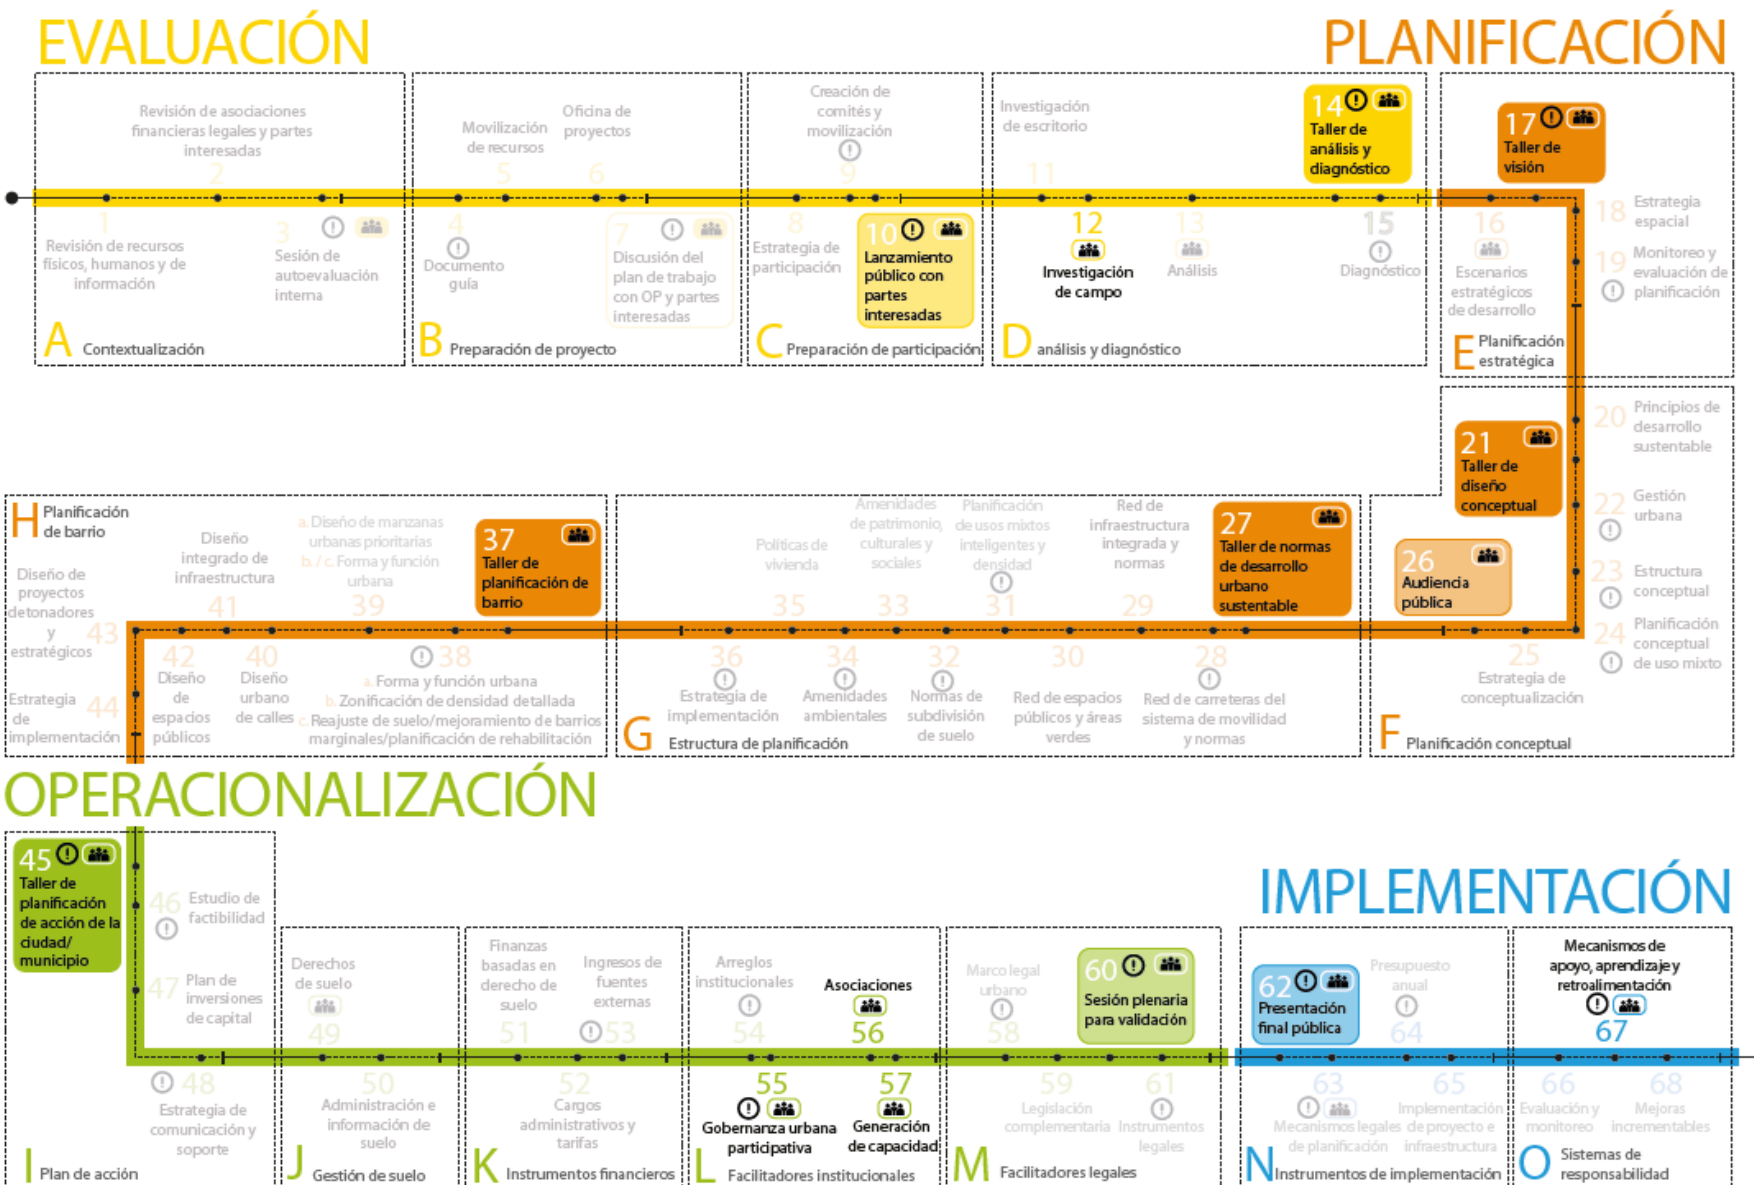 EVALUACIÓN
PLANIFICACIÓN
Revisión de asociaciones
financieras legales y partes
interesadas
2
1
Revisión de recursos
físicos, humanos y de
información
3
Sesión de
autoevaluación
interna
A Contextualización
Movilización
de recursos
5
Oficina de
proyectos
6
4
Documento
guía
7
Discusión del
plan de trabajo
con OP y partes
interesadas
B Preparación de proyecto
Creación de
comités y
movilización
9
8
Estrategia de
participación
10
Lanzamiento
público con
partes
interesadas
C Preparación de participación
Investigación
de escritorio
11
14
Taller de
análisis y
diagnóstico
12
Investigación
de campo
13
Análisis
15
Diagnóstico
D análisis y diagnóstico
17
Taller de
visión
16
Escenarios
estratégicos
de desarrollo
18
Estrategia
espacial
19
Monitoreo y
evaluación de
planificación
E Planificación
estratégica
20
Principios de
desarrollo
sustentable
21
Taller de
diseño
conceptual
22
Gestión
urbana
23
Estructura
conceptual
24
Planificación
conceptual
de uso mixto
26
Audiencia
pública
25
Estrategia de
conceptualización
F Planificación conceptual
27
Taller de normas
de desarrollo
urbano
sustentable
Red de
infraestructura
integrada y
normas
29
Planificación
de usos mixtos
inteligentes y
densidad
31
Amenidades
de patrimonio,
culturales y
sociales
33
Políticas de
vivienda
35
36
Estrategia de
implementación
34
Amenidades
ambientales
32
Normas de
subdivisión
de suelo
30
Red de espacios
públicos y áreas
verdes
28
Red de carreteras del
sistema de movilidad
y normas
G Estructura de planificación
H Planificación
de barrio
37
Taller de
planificación de
barrio
a. Diseño de manzanas
urbanas prioritarias
b. / c. Forma y función
urbana
39
Diseño
integrado de
infraestructura
41
Diseño de
proyectos
detonadores
y
estratégicos
43
Estrategia
de
implementación
44
42
Diseño
de
espacios
públicos
40
Diseño
urbano
de calles
38
a. Forma y función urbana
b. Zonificación de densidad detallada
c. Reajuste de suelo/mejoramiento de barrios
marginales/planificación de rehabilitación
OPERACIONALIZACIÓN
45
Taller de
planificación
de acción de la
ciudad/
municipio
46
Estudio de
factibilidad
47
Plan de
inversiones
de capital
48
Estrategia de
comunicación y
soporte
I Plan de acción
Derechos
de suelo
49
50
Administración e
información de
suelo
J Gestión de suelo
Finanzas
basadas en
derecho de
suelo
51
Ingresos de
fuentes
externas
53
52
Cargos
administrativos y
tarifas
K Instrumentos financieros
Arreglos
institucionales
54
Asociaciones
56
55
Gobernanza urbana
participativa
57
Generación
de capacidad
L Facilitadores institucionales
Marco legal
urbano
58
60
Sesión plenaria
para validación
59
Legislación
complementaria
61
Instrumentos
legales
M Facilitadores legales
IMPLEMENTACIÓN
62
Presentación
final pública
Presupuesto
anual
64
63
Mecanismos legales
de planificación
65
Implementación
de proyecto e
infraestructura
N Instrumentos de implementación
Mecanismos de
apoyo, aprendizaje y
retroalimentación
67
66
Evaluación y
monitoreo
68
Mejoras
incrementables
O Sistemas de
responsabilidad